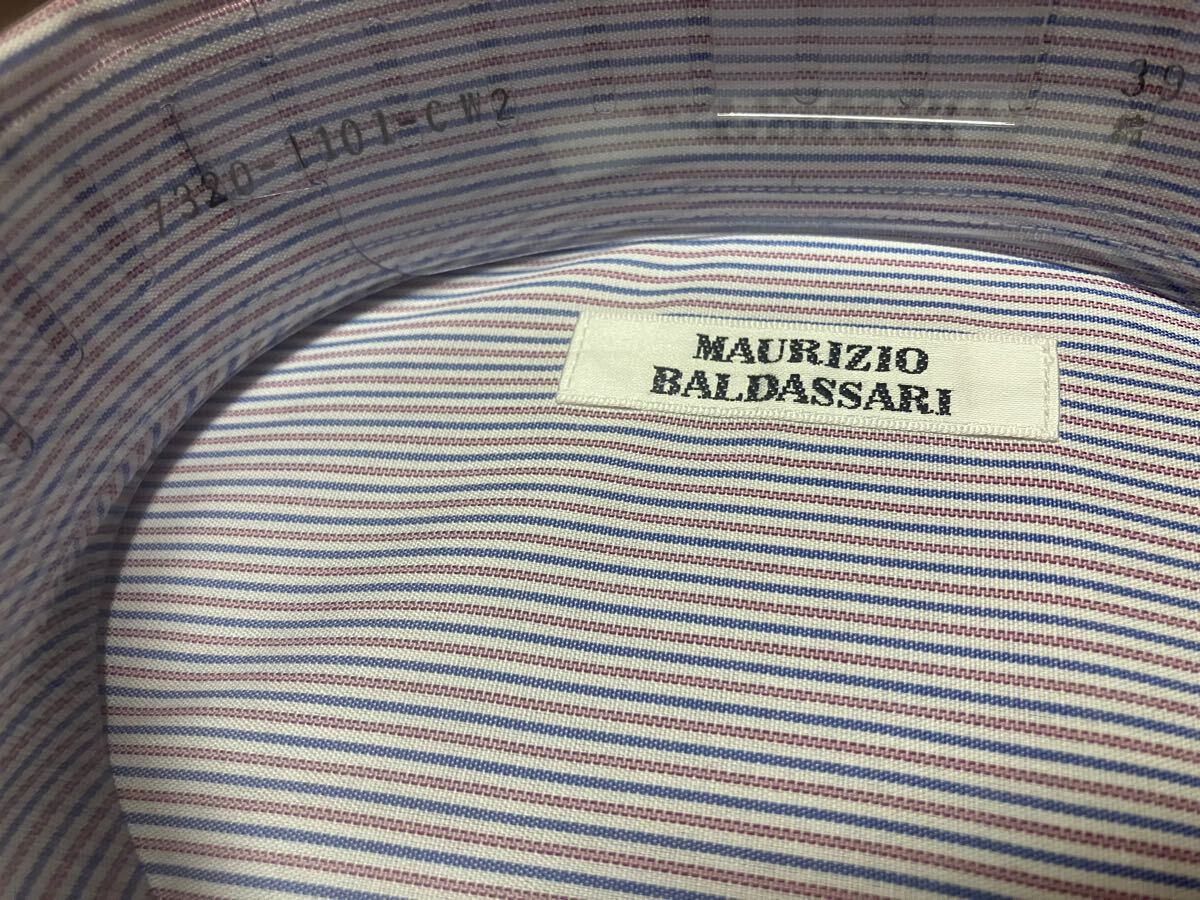 7320-1101-CW2
39
MAURIZIO
BALDASSARI